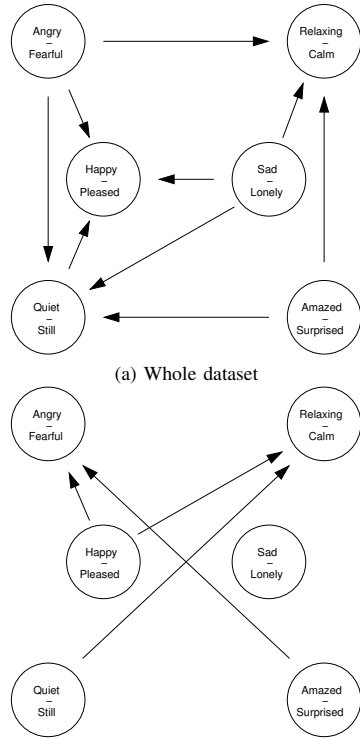 Angry
–
Fearful
Relaxing
–
Calm
Happy
–
Pleased
Sad
–
Lonely
Quiet
–
Still
Amazed
–
Surprised
(a) Whole dataset
Angry
–
Fearful
Relaxing
–
Calm
Happy
–
Pleased
Sad
–
Lonely
Quiet
–
Still
Amazed
–
Surprised